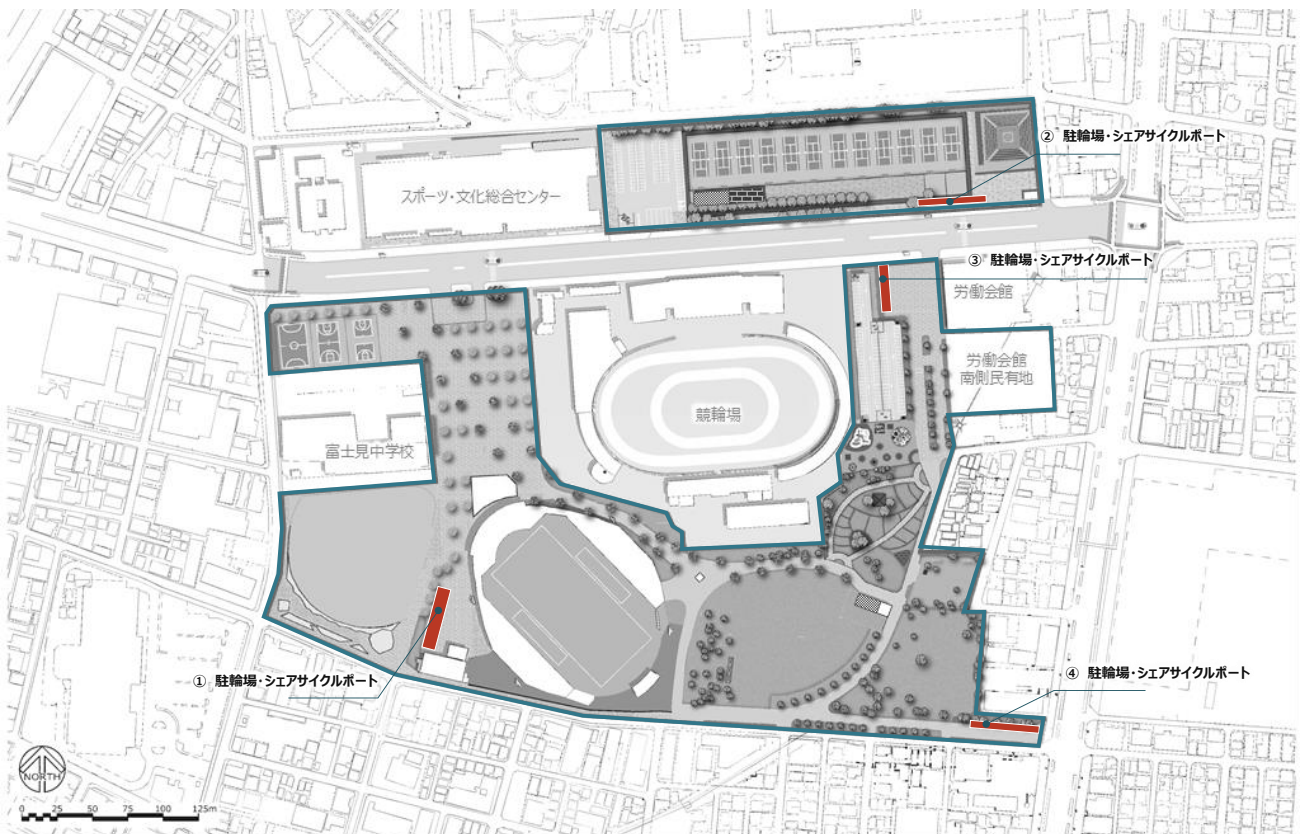 ② 駐輪場・シェアサイクルポート
スポーツ・文化総合センター
③ 駐輪場・シェアサイクルポート
労働会館
労働会館
南側民有地
競輪場
富士見中学校
① 駐輪場・シェアサイクルポート
④ 駐輪場・シェアサイクルポート
NORTH
0 25 50 75 100 125m